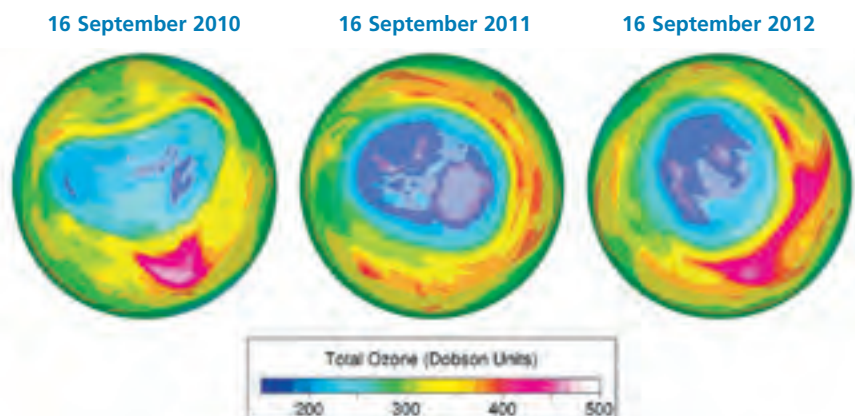 16 September 2010
16 September 2011
16 September 2012
Total Ozone (Dobson Units)
200 300 400 500